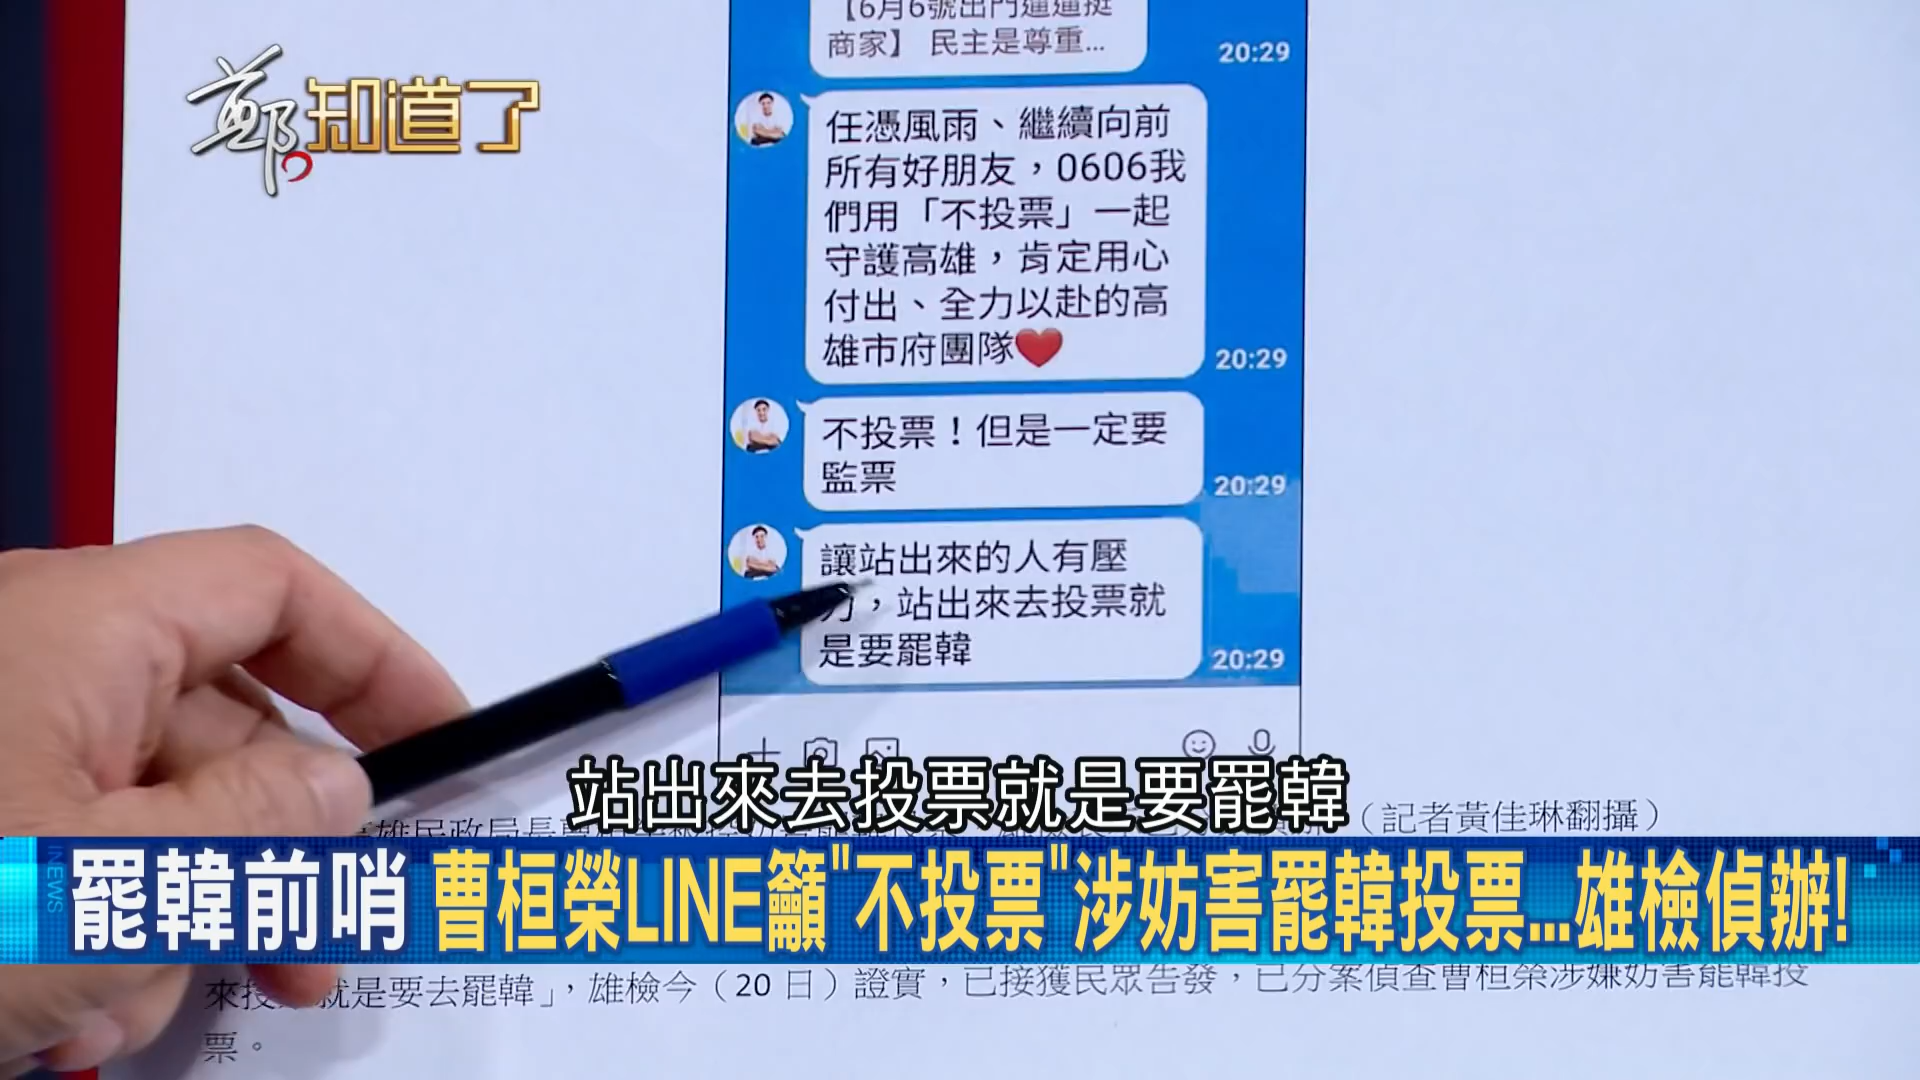 鄭知道了
【6月6號出門逼逼挺
商家】 民主是尊重...
20:29
任憑風雨、繼續向前
所有好朋友，0606我
們用「不投票」一起
守護高雄，肯定用心
付出、全力以赴的高
雄市府團隊❤
20:29
不投票！但是一定要
監票
20:29
讓站出來的人有壓
力，站出來去投票就
是要罷韓
20:29
站出來去投票就是要罷韓
（記者黃佳琳翻攝）
INEWS
罷韓前哨 曹桓榮LINE籲"不投票"涉妨害罷韓投票...雄檢偵辦!
就是要去罷韓」，雄檢今（20 日）證實，已接獲民眾告發，已分案偵查曹桓榮涉嫌妨害罷韓投
票。